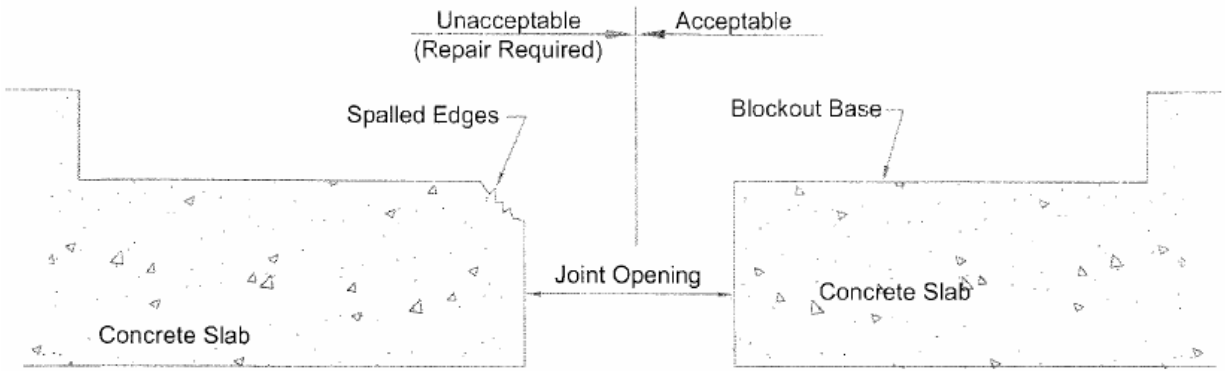 Unacceptable
(Repair Required)
Acceptable
Spalled Edges
Blockout Base
Joint Opening
Concrete Slab
Concrete Slab